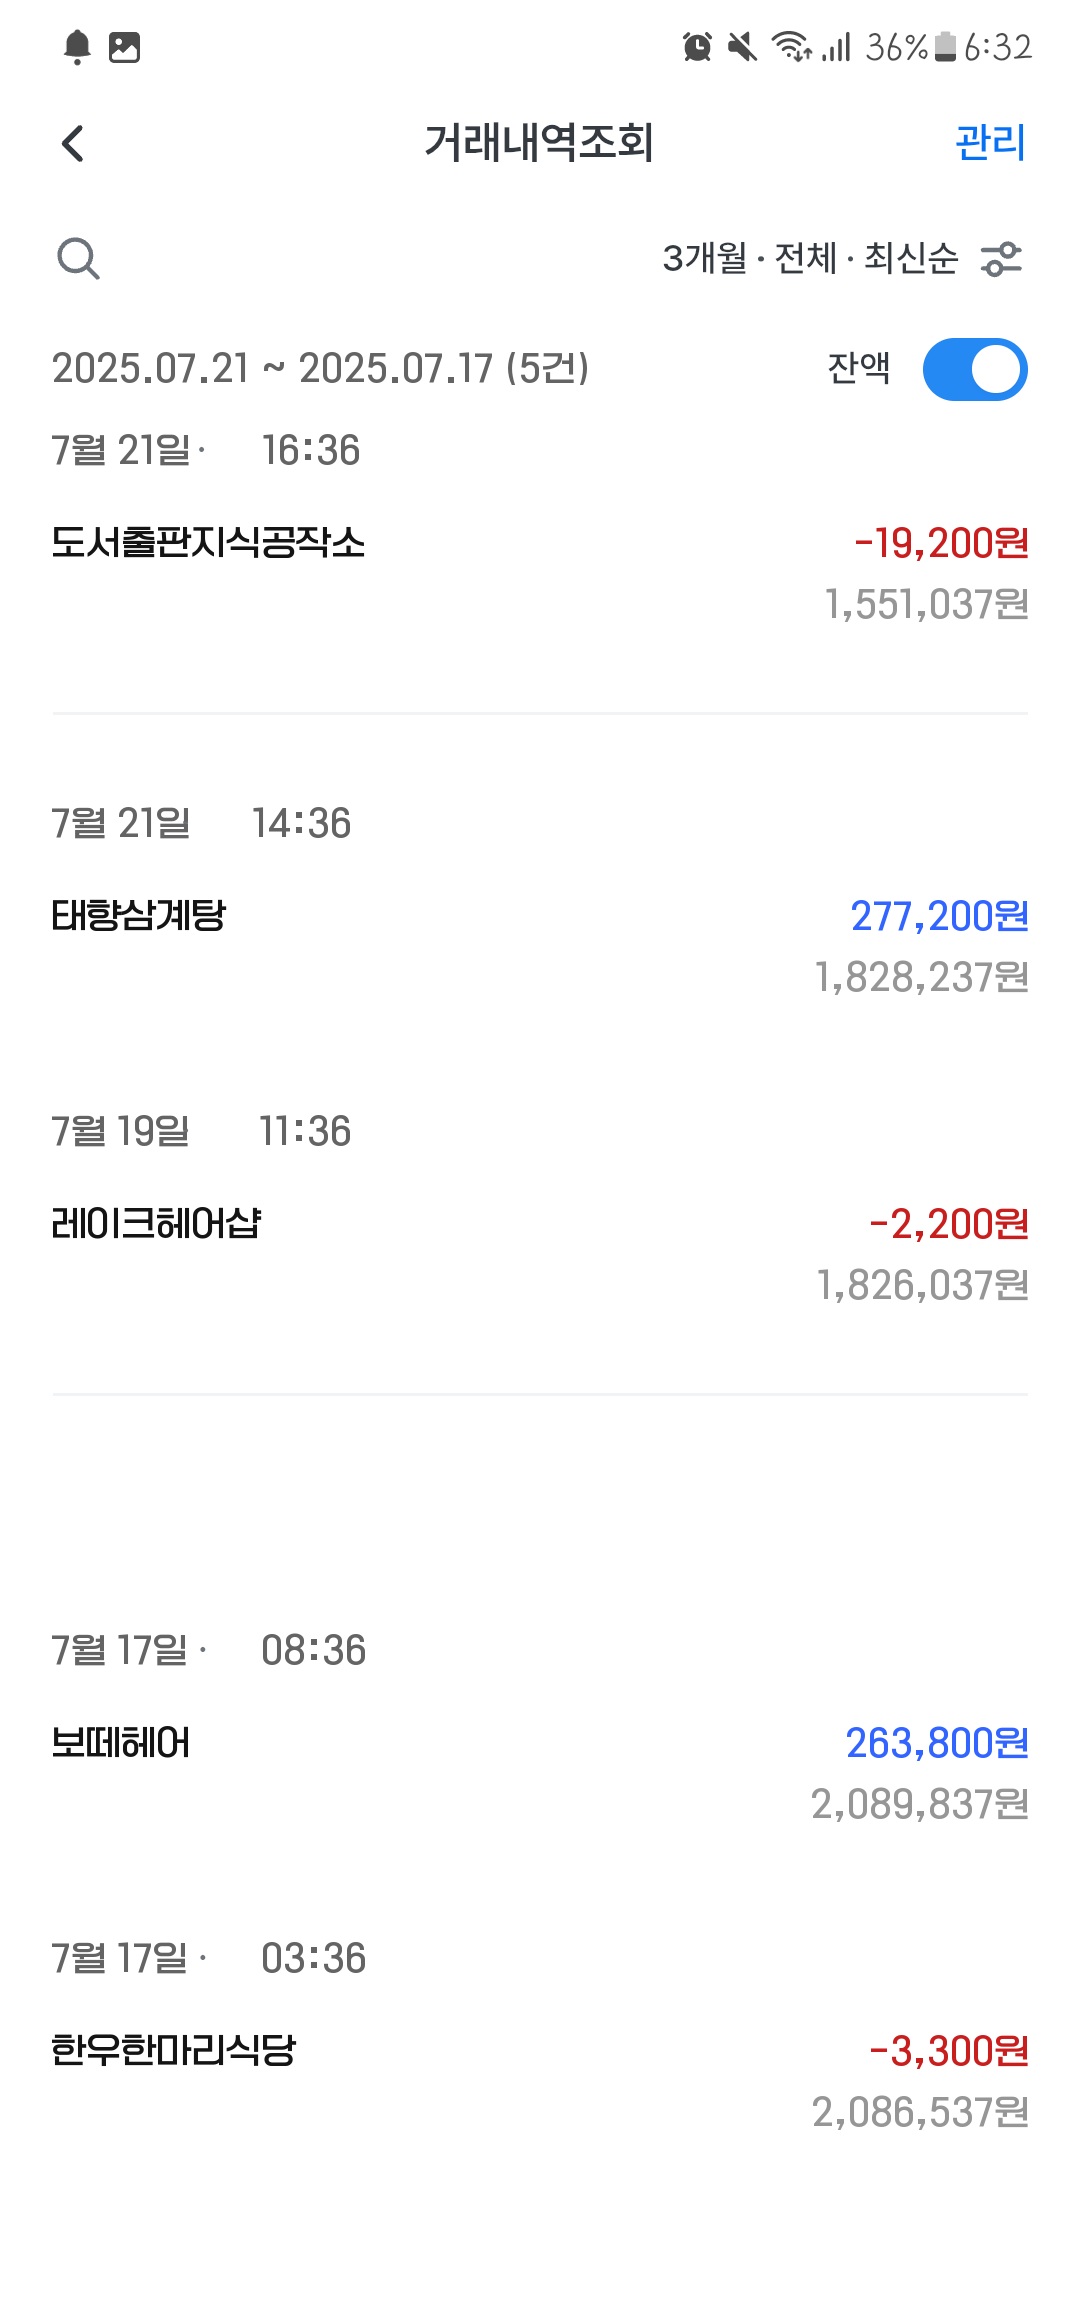 36% 6:32
거래내역조회 관리
3개월 · 전체 · 최신순
2025.07.21 ~ 2025.07.17 (5건) 잔액
7월 21일 · 16:36
도서출판지식공작소 -19,200원
1,551,037원
7월 21일 14:36
태향삼계탕 277,200원
1,828,237원
7월 19일 11:36
레이크헤어샵 -2,200원
1,826,037원
7월 17일 · 08:36
보떼헤어 263,800원
2,089,837원
7월 17일 · 03:36
한우한마리식당 -3,300원
2,086,537원